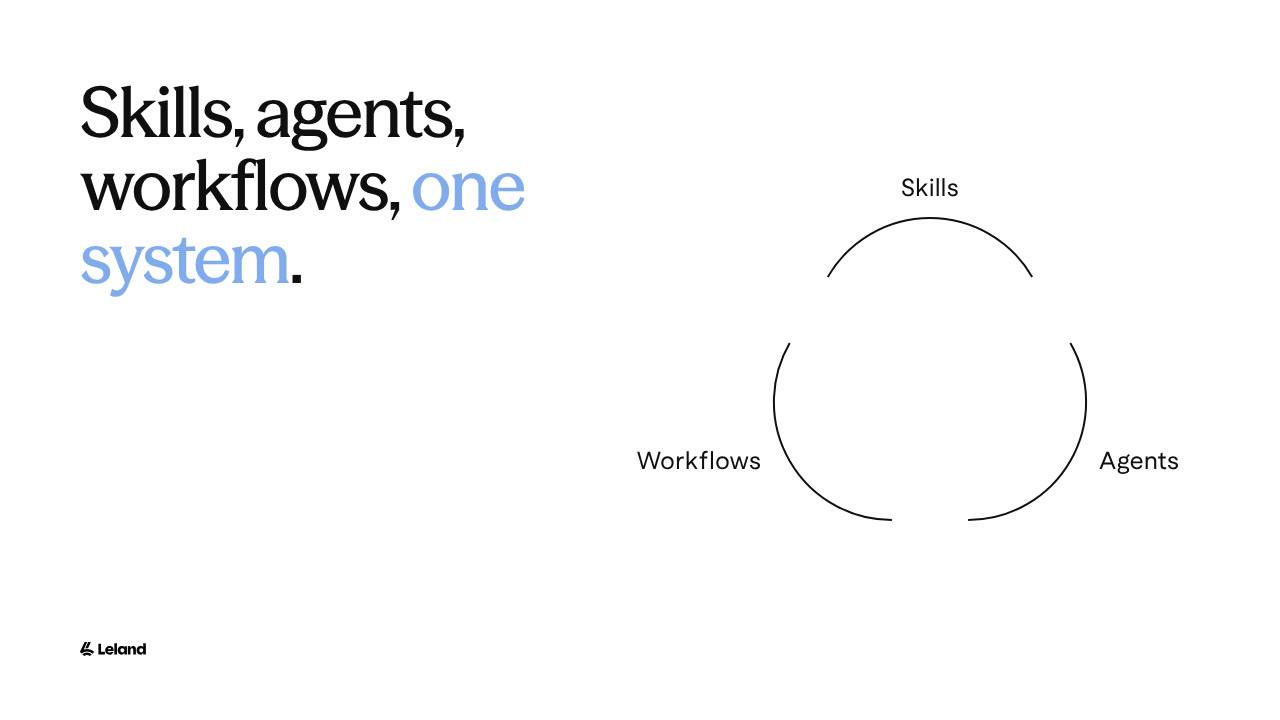 Skills, agents,
workflows, one
system.
Skills
Workflows
Agents
Leland